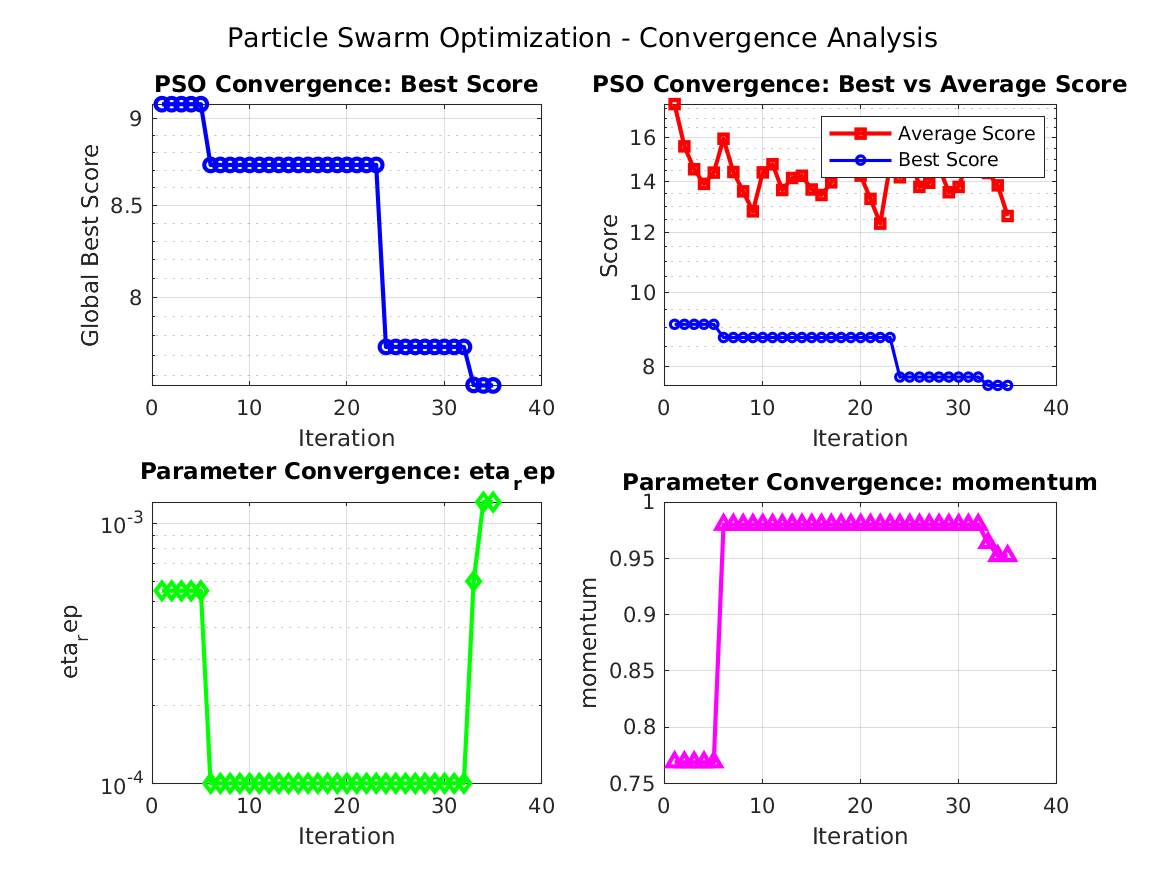 Particle Swarm Optimization - Convergence Analysis
PSO Convergence: Best Score
9
8.5
8
Global Best Score
0 10 20 30 40
Iteration
PSO Convergence: Best vs Average Score
Average Score
Best Score
16
14
12
10
8
Score
0 10 20 30 40
Iteration
Parameter Convergence: eta_rep
10^-3
10^-4
eta_rep
0 10 20 30 40
Iteration
Parameter Convergence: momentum
1
0.95
0.9
0.85
0.8
0.75
momentum
0 10 20 30 40
Iteration